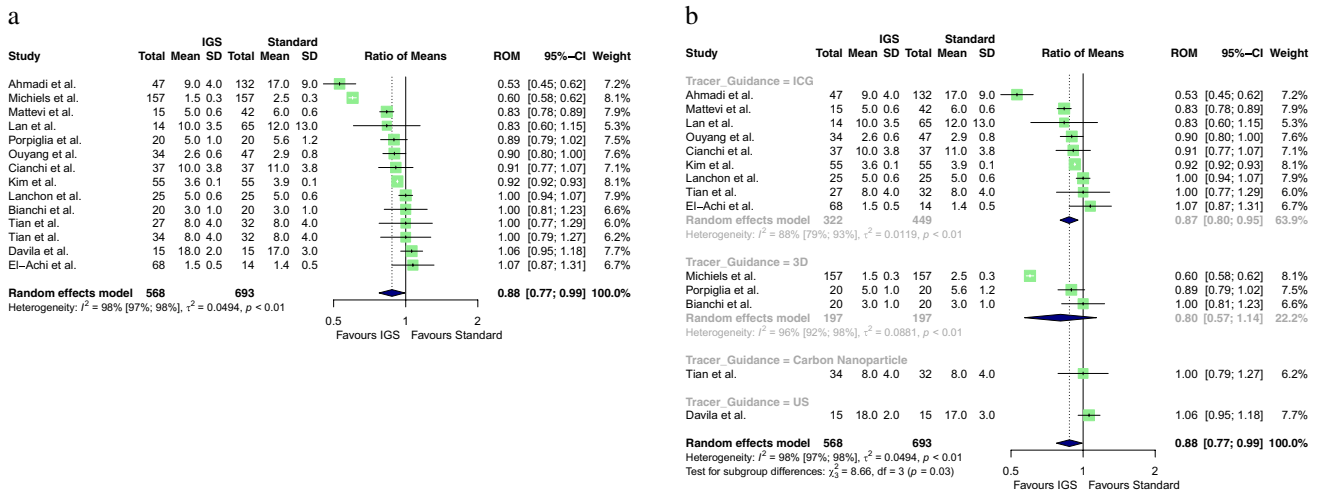 a
IGS Standard
Study Total Mean SD Total Mean SD Ratio of Means ROM 95%−CI Weight
Ahmadi et al. 47 9.0 4.0 132 17.0 9.0 0.53 [0.45; 0.62] 7.2%
Michiels et al. 157 1.5 0.3 157 2.5 0.3 0.60 [0.58; 0.62] 8.1%
Mattevi et al. 15 5.0 0.6 42 6.0 0.6 0.83 [0.78; 0.89] 7.9%
Lan et al. 14 10.0 3.5 65 12.0 13.0 0.83 [0.60; 1.15] 5.3%
Porpiglia et al. 20 5.0 1.0 20 5.6 1.2 0.89 [0.79; 1.02] 7.5%
Ouyang et al. 34 2.6 0.6 47 2.9 0.8 0.90 [0.80; 1.00] 7.6%
Cianchi et al. 37 10.0 3.8 37 11.0 3.8 0.91 [0.77; 1.07] 7.1%
Kim et al. 55 3.6 0.1 55 3.9 0.1 0.92 [0.92; 0.93] 8.1%
Lanchon et al. 25 5.0 0.6 25 5.0 0.6 1.00 [0.94; 1.07] 7.9%
Bianchi et al. 20 3.0 1.0 20 3.0 1.0 1.00 [0.81; 1.23] 6.6%
Tian et al. 27 8.0 4.0 32 8.0 4.0 1.00 [0.77; 1.29] 6.0%
Tian et al. 34 8.0 4.0 32 8.0 4.0 1.00 [0.79; 1.27] 6.2%
Davila et al. 15 18.0 2.0 15 17.0 3.0 1.06 [0.95; 1.18] 7.7%
El−Achi et al. 68 1.5 0.5 14 1.4 0.5 1.07 [0.87; 1.31] 6.7%
Random effects model 568 693 0.88 [0.77; 0.99] 100.0%
Heterogeneity: I² = 98% [97%; 98%], τ² = 0.0494, p < 0.01
0.5 1 2
Favours IGS Favours Standard
b
IGS Standard
Study Total Mean SD Total Mean SD Ratio of Means ROM 95%−CI Weight
Tracer_Guidance = ICG
Ahmadi et al. 47 9.0 4.0 132 17.0 9.0 0.53 [0.45; 0.62] 7.2%
Mattevi et al. 15 5.0 0.6 42 6.0 0.6 0.83 [0.78; 0.89] 7.9%
Lan et al. 14 10.0 3.5 65 12.0 13.0 0.83 [0.60; 1.15] 5.3%
Ouyang et al. 34 2.6 0.6 47 2.9 0.8 0.90 [0.80; 1.00] 7.6%
Cianchi et al. 37 10.0 3.8 37 11.0 3.8 0.91 [0.77; 1.07] 7.1%
Kim et al. 55 3.6 0.1 55 3.9 0.1 0.92 [0.92; 0.93] 8.1%
Lanchon et al. 25 5.0 0.6 25 5.0 0.6 1.00 [0.94; 1.07] 7.9%
Tian et al. 27 8.0 4.0 32 8.0 4.0 1.00 [0.77; 1.29] 6.0%
El−Achi et al. 68 1.5 0.5 14 1.4 0.5 1.07 [0.87; 1.31] 6.7%
Random effects model 322 449 0.87 [0.80; 0.95] 63.9%
Heterogeneity: I² = 88% [79%; 93%], τ² = 0.0119, p < 0.01
Tracer_Guidance = 3D
Michiels et al. 157 1.5 0.3 157 2.5 0.3 0.60 [0.58; 0.62] 8.1%
Porpiglia et al. 20 5.0 1.0 20 5.6 1.2 0.89 [0.79; 1.02] 7.5%
Bianchi et al. 20 3.0 1.0 20 3.0 1.0 1.00 [0.81; 1.23] 6.6%
Random effects model 197 197 0.80 [0.57; 1.14] 22.2%
Heterogeneity: I² = 96% [92%; 98%], τ² = 0.0881, p < 0.01
Tracer_Guidance = Carbon Nanoparticle
Tian et al. 34 8.0 4.0 32 8.0 4.0 1.00 [0.79; 1.27] 6.2%
Tracer_Guidance = US
Davila et al. 15 18.0 2.0 15 17.0 3.0 1.06 [0.95; 1.18] 7.7%
Random effects model 568 693 0.88 [0.77; 0.99] 100.0%
Heterogeneity: I² = 98% [97%; 98%], τ² = 0.0494, p < 0.01
Test for subgroup differences: χ²₃ = 8.66, df = 3 (p = 0.03)
0.5 1 2
Favours IGS Favours Standard